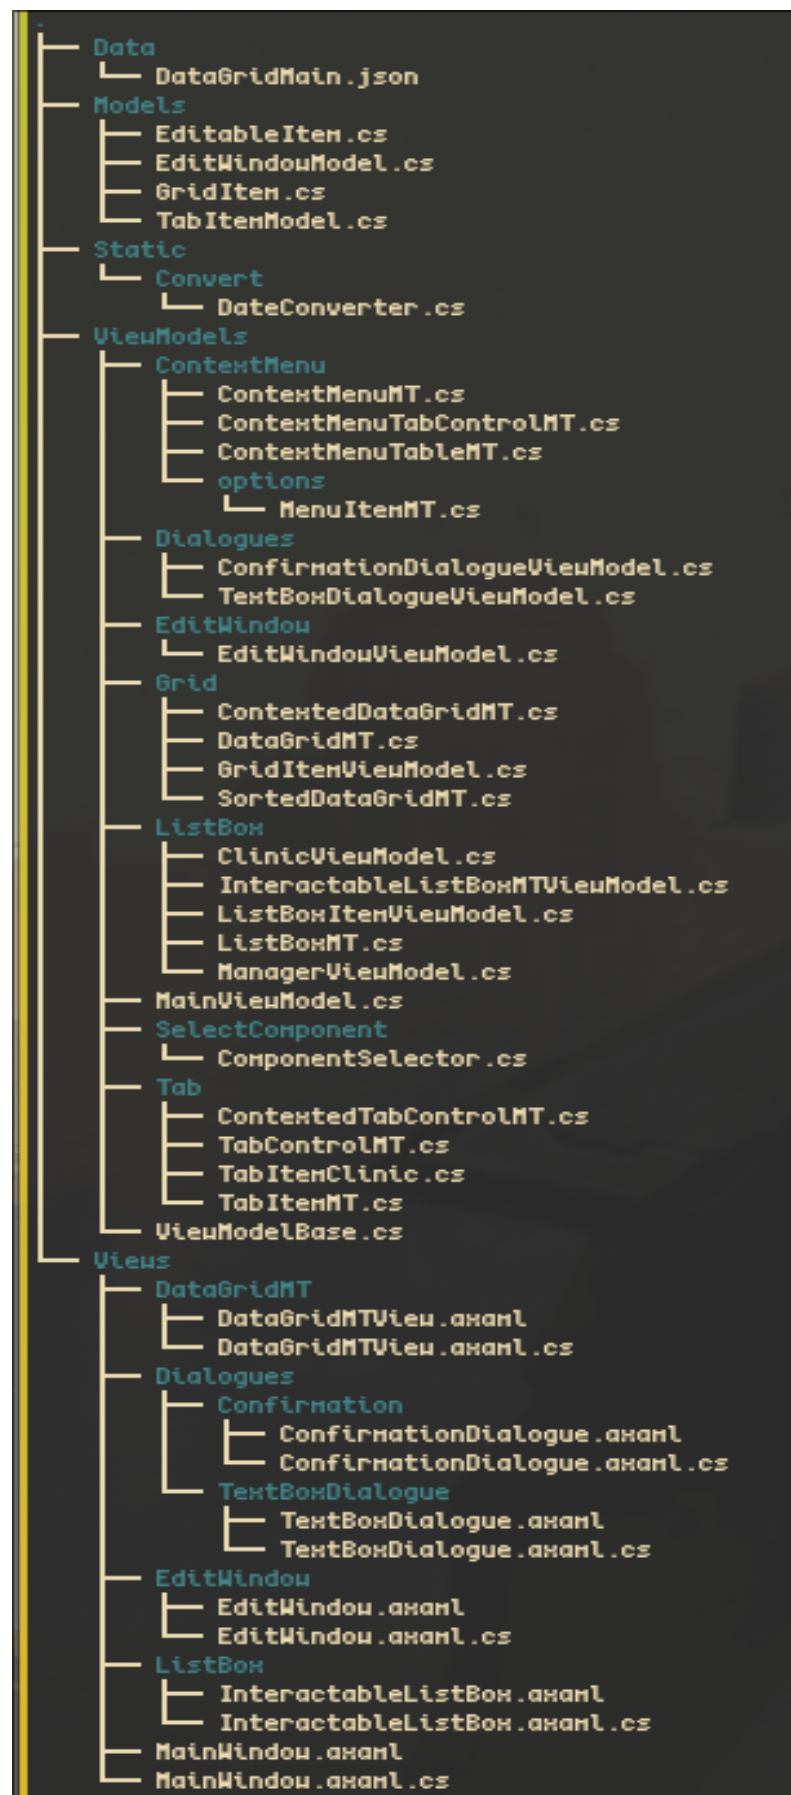 .
├── Data
│   └── DataGridMain.json
├── Models
│   ├── EditableItem.cs
│   ├── EditWindowModel.cs
│   ├── GridItem.cs
│   └── TabItemModel.cs
├── Static
│   └── Convert
│       └── DateConverter.cs
├── ViewModels
│   ├── ContextMenu
│   │   ├── ContextMenuMT.cs
│   │   ├── ContextMenuTabControlMT.cs
│   │   ├── ContextMenuTableMT.cs
│   │   └── options
│   │       └── MenuItemMT.cs
│   ├── Dialogues
│   │   ├── ConfirmationDialogueViewModel.cs
│   │   └── TextBoxDialogueViewModel.cs
│   ├── EditWindow
│   │   └── EditWindowViewModel.cs
│   ├── Grid
│   │   ├── ContextedDataGridMT.cs
│   │   ├── DataGridMT.cs
│   │   ├── GridItemViewModel.cs
│   │   └── SortedDataGridMT.cs
│   ├── ListBox
│   │   ├── ClinicViewModel.cs
│   │   ├── InteractableListBoxMTViewModel.cs
│   │   ├── ListBoxItemViewModel.cs
│   │   ├── ListBoxMT.cs
│   │   └── ManagerViewModel.cs
│   ├── MainViewModel.cs
│   ├── SelectComponent
│   │   └── ComponentSelector.cs
│   ├── Tab
│   │   ├── ContextedTabControlMT.cs
│   │   ├── TabControlMT.cs
│   │   ├── TabItemClinic.cs
│   │   └── TabItemMT.cs
│   └── ViewModelBase.cs
└── Views
    ├── DataGridMT
    │   ├── DataGridMTView.axaml
    │   └── DataGridMTView.axaml.cs
    ├── Dialogues
    │   ├── Confirmation
    │   │   ├── ConfirmationDialogue.axaml
    │   │   └── ConfirmationDialogue.axaml.cs
    │   └── TextBoxDialogue
    │       ├── TextBoxDialogue.axaml
    │       └── TextBoxDialogue.axaml.cs
    ├── EditWindow
    │   ├── EditWindow.axaml
    │   └── EditWindow.axaml.cs
    ├── ListBox
    │   ├── InteractableListBox.axaml
    │   └── InteractableListBox.axaml.cs
    ├── MainWindow.axaml
    └── MainWindow.axaml.cs